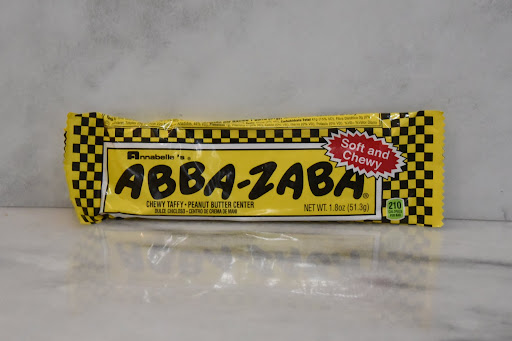 Annabelle's
Soft and
Chewy
ABBA-ZABA®
CHEWY TAFFY • PEANUT BUTTER CENTER
DULCE CHICLOSO • CENTRO DE CREMA DE MANI
NET WT. 1.8oz (51.3g)
210